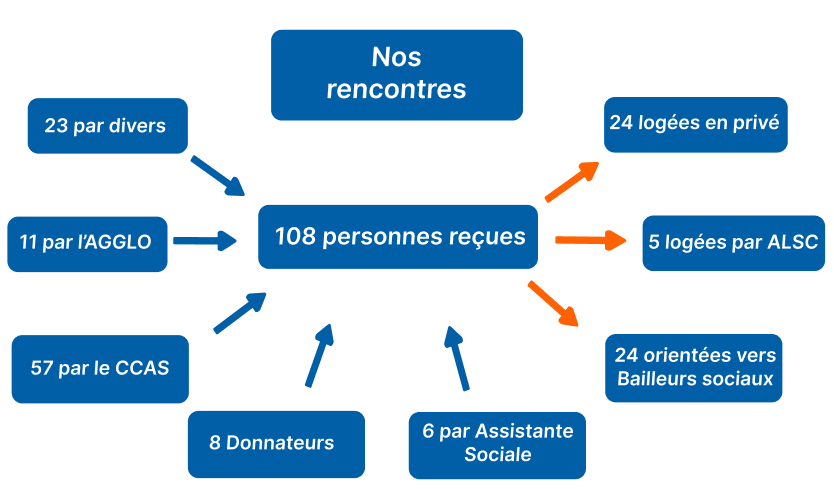 Nos
rencontres
23 par divers
24 logées en privé
11 par l'AGGLO
108 personnes reçues
5 logées par ALSC
57 par le CCAS
24 orientées vers
Bailleurs sociaux
8 Donnateurs
6 par Assistante
Sociale